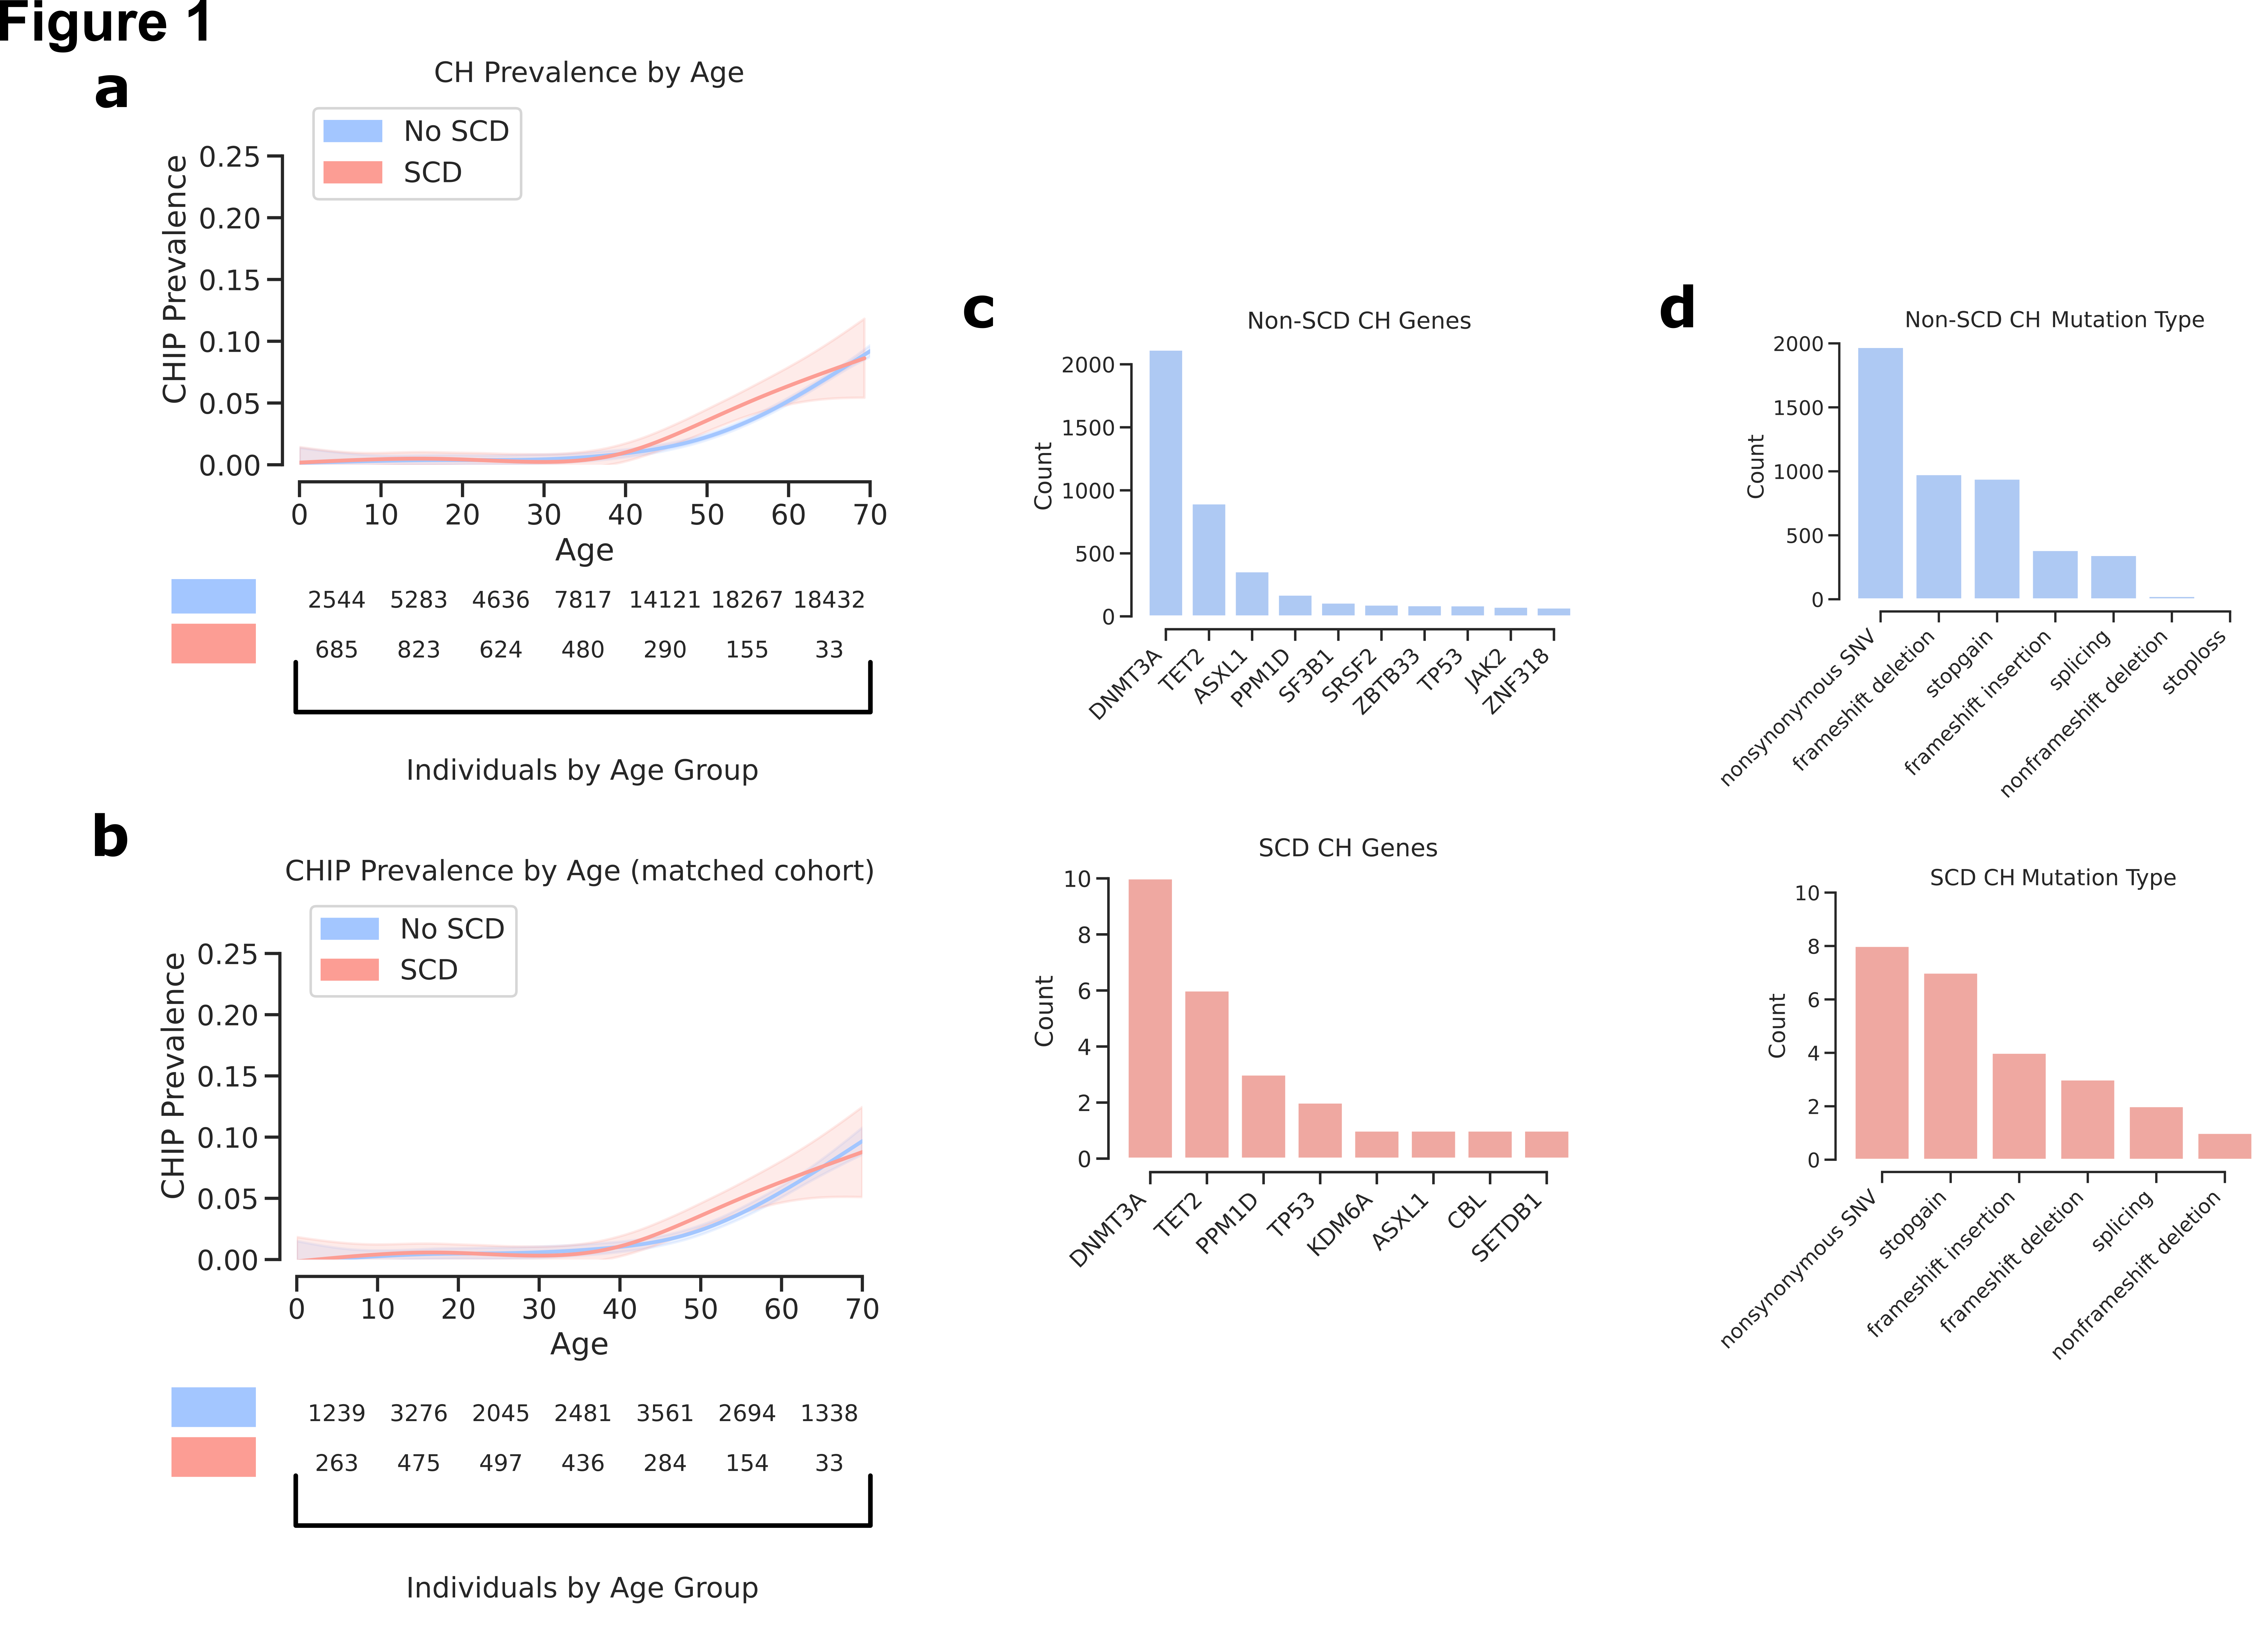 Figure 1
a
CH Prevalence by Age
No SCD
SCD
CHIP Prevalence
0.25
0.20
0.15
0.10
0.05
0.00
0 10 20 30 40 50 60 70
Age
2544 5283 4636 7817 14121 18267 18432
685 823 624 480 290 155 33
Individuals by Age Group
b
CHIP Prevalence by Age (matched cohort)
No SCD
SCD
CHIP Prevalence
0.25
0.20
0.15
0.10
0.05
0.00
0 10 20 30 40 50 60 70
Age
1239 3276 2045 2481 3561 2694 1338
263 475 497 436 284 154 33
Individuals by Age Group
c
Non-SCD CH Genes
Count
2000
1500
1000
500
0
DNMT3A TET2 ASXL1 PPM1D SF3B1 SRSF2 ZBTB33 TP53 JAK2 ZNF318
SCD CH Genes
Count
10
8
6
4
2
0
DNMT3A TET2 PPM1D TP53 KDM6A ASXL1 CBL SETDB1
d
Non-SCD CH Mutation Type
Count
2000
1500
1000
500
0
nonsynonymous SNV
frameshift deletion
stopgain
frameshift insertion
splicing
nonframeshift deletion
stoploss
SCD CH Mutation Type
Count
10
8
6
4
2
0
nonsynonymous SNV
stopgain
frameshift insertion
frameshift deletion
splicing
nonframeshift deletion